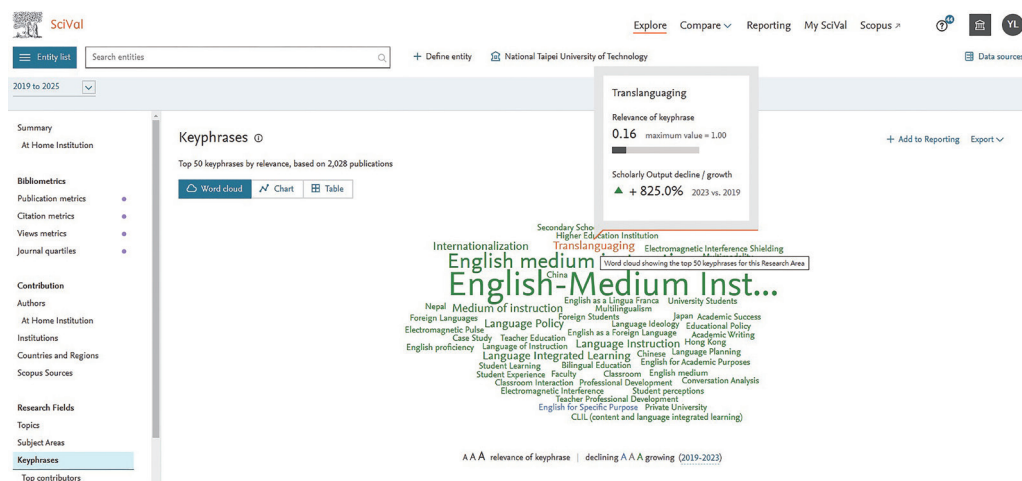 SciVal
Explore Compare Reporting My SciVal Scopus
YL
Entity list
Search entities
+ Define entity
National Taipei University of Technology
Data sources
2019 to 2025
Summary
At Home Institution
Bibliometrics
Publication metrics
Citation metrics
Views metrics
Journal quartiles
Contribution
Authors
At Home Institution
Institutions
Countries and Regions
Scopus Sources
Research Fields
Topics
Subject Areas
Keyphrases
Top contributors
Keyphrases
Top 50 keyphrases by relevance, based on 2,028 publications
Word cloud Chart Table
+ Add to Reporting Export
Translanguaging
Relevance of keyphrase
0.16 maximum value = 1.00
Scholarly Output decline / growth
+ 825.0% 2023 vs. 2019
Secondary Scho
Higher Education Institution
Internationalization Translanguaging Electromagnetic Interference Shielding
English medium
Word cloud showing the top 50 keyphrases for this Research Area
China
English-Medium Inst...
English as a Lingua Franca University Students
Nepal Medium of instruction Multilingualism
Foreign Languages Foreign Students Japan Academic Success
Electromagnetic Pulse Language Policy Language Ideology Educational Policy
Case Study Teacher Education English as a Foreign Language Academic Writing
English proficiency Language of Instruction Language Instruction Hong Kong
Language Integrated Learning Chinese Language Planning
Student Learning Bilingual Education English for Academic Purposes
Student Experience Faculty Classroom English medium
Classroom Interaction Professional Development Conversation Analysis
Electromagnetic Interference Student perceptions
Teacher Professional Development
English for Specific Purpose Private University
CLIL (content and language integrated learning)
A A A relevance of keyphrase | declining A A A growing (2019-2023)